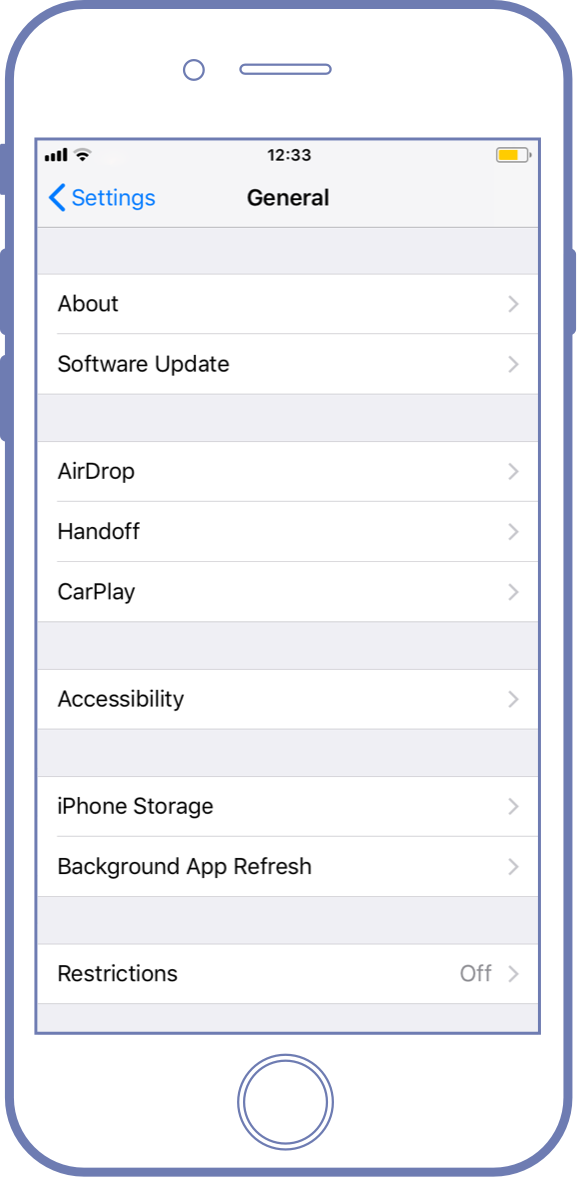 12:33
Settings General
About
Software Update
AirDrop
Handoff
CarPlay
Accessibility
iPhone Storage
Background App Refresh
Restrictions Off